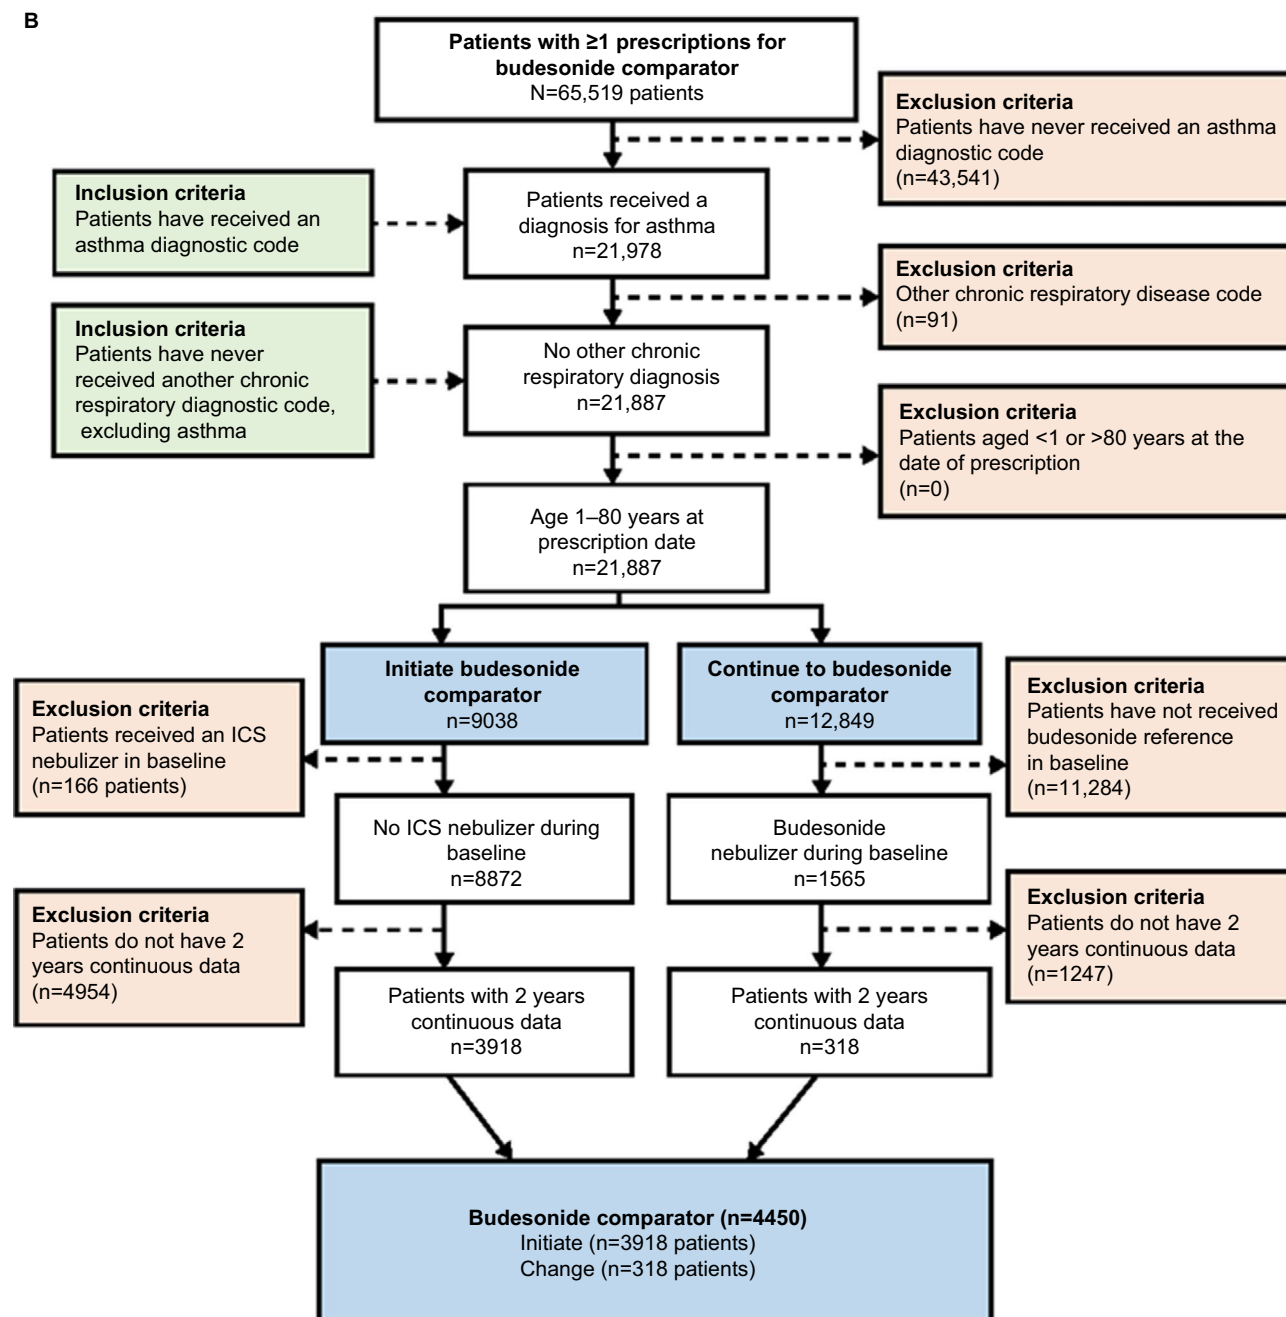 B
Patients with ≥1 prescriptions for
budesonide comparator
N=65,519 patients
Exclusion criteria
Patients have never received an asthma
diagnostic code
(n=43,541)
Inclusion criteria
Patients have received an
asthma diagnostic code
Patients received a
diagnosis for asthma
n=21,978
Exclusion criteria
Other chronic respiratory disease code
(n=91)
Inclusion criteria
Patients have never
received another chronic
respiratory diagnostic code,
excluding asthma
No other chronic
respiratory diagnosis
n=21,887
Exclusion criteria
Patients aged <1 or >80 years at the
date of prescription
(n=0)
Age 1–80 years at
prescription date
n=21,887
Initiate budesonide
comparator
n=9038
Continue to budesonide
comparator
n=12,849
Exclusion criteria
Patients received an ICS
nebulizer in baseline
(n=166 patients)
Exclusion criteria
Patients have not received
budesonide reference
in baseline
(n=11,284)
No ICS nebulizer during
baseline
n=8872
Budesonide
nebulizer during baseline
n=1565
Exclusion criteria
Patients do not have 2
years continuous data
(n=4954)
Exclusion criteria
Patients do not have 2
years continuous data
(n=1247)
Patients with 2 years
continuous data
n=3918
Patients with 2 years
continuous data
n=318
Budesonide comparator (n=4450)
Initiate (n=3918 patients)
Change (n=318 patients)